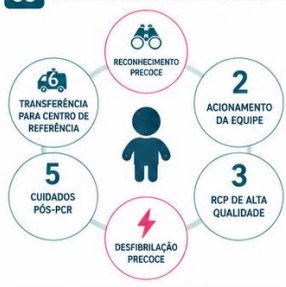 RECONHECIMENTO
PRECOCE
2
ACIONAMENTO
DA EQUIPE
3
RCP DE ALTA
QUALIDADE
DESFIBRILAÇÃO
PRECOCE
5
CUIDADOS
PÓS-PCR
6
TRANSFERÊNCIA
PARA CENTRO DE
REFERÊNCIA